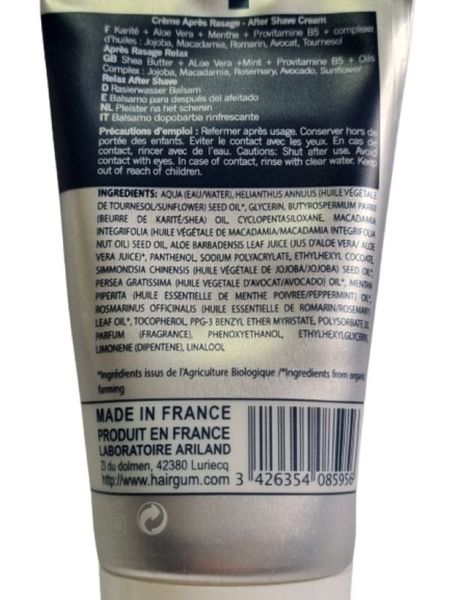 Crème Après Rasage - After Shave Cream
F Karité + Aloe Vera + Menthe + Provitamine B5 + complexe
d'huiles : Jojoba, Macadamia, Romarin, Avocat, Tournesol
Après Rasage Relax
GB Shea Butter + ALoe Vera +Mint + Provitamine B5 + Oils
Complex : Jojoba, Macadamia, Rosemary, Avocado, Sunflower
Relax After Shave
D Rasierwasser Balsam
E Balsamo para después del afeitado
NL Pleister na het scheren
IT Balsamo dopobarba rinfrescante
Précautions d'emploi : Refermer après usage. Conserver hors de
portée des enfants. Eviter le contact avec les yeux. En cas de
contact, rincer avec de l'eau. Cautions: Shut after use. Avoid
contact with eyes. In case of contact, rinse with clear water. Keep
out of reach of children.
INGREDIENTS: AQUA (EAU/WATER), HELIANTHUS ANNUUS (HUILE VÉGÉTALE
DE TOURNESOL/SUNFLOWER) SEED OIL*, GLYCERIN, BUTYROSPERMUM PARKII
(BEURRE DE KARITÉ/SHEA) OIL, CYCLOPENTASILOXANE, MACADAMIA
INTEGRIFOLIA (HUILE VÉGÉTALE DE MACADAMIA/MACADAMIA INTEGRIFOLIA
NUT OIL) SEED OIL, ALOE BARBADENSIS LEAF JUICE (JUS D'ALOE VERA/ ALOE
VERA JUICE)*, PANTHENOL, SODIUM POLYACRYLATE, ETHYLHEXYL COCOATE,
SIMMONDSIA CHINENSIS (HUILE VÉGÉTALE DE JOJOBA/JOJOBA) SEED OIL*,
PERSEA GRATISSIMA (HUILE VEGETALE D'AVOCAT/AVOCADO) OIL*, MENTHA
PIPERITA (HUILE ESSENTIELLE DE MENTHE POIVREE/PEPPERMINT) OIL*,
ROSMARINUS OFFICINALIS (HUILE ESSENTIELLE DE ROMARIN/ROSEMARY)
LEAF OIL*, TOCOPHEROL, PPG-3 BENZYL ETHER MYRISTATE, POLYSORBATE 20,
PARFUM (FRAGRANCE), PHENOXYETHANOL, ETHYLHEXYLGLYCERIN,
LIMONENE (DIPENTENE), LINALOOL
*Ingrédients issus de l'Agriculture Biologique /*Ingredients from organic
farming
MADE IN FRANCE
PRODUIT EN FRANCE
LABORATOIRE ARILAND
ZI du dolmen, 42380 Luriecq
http://www.hairgum.com
3 426354 085956